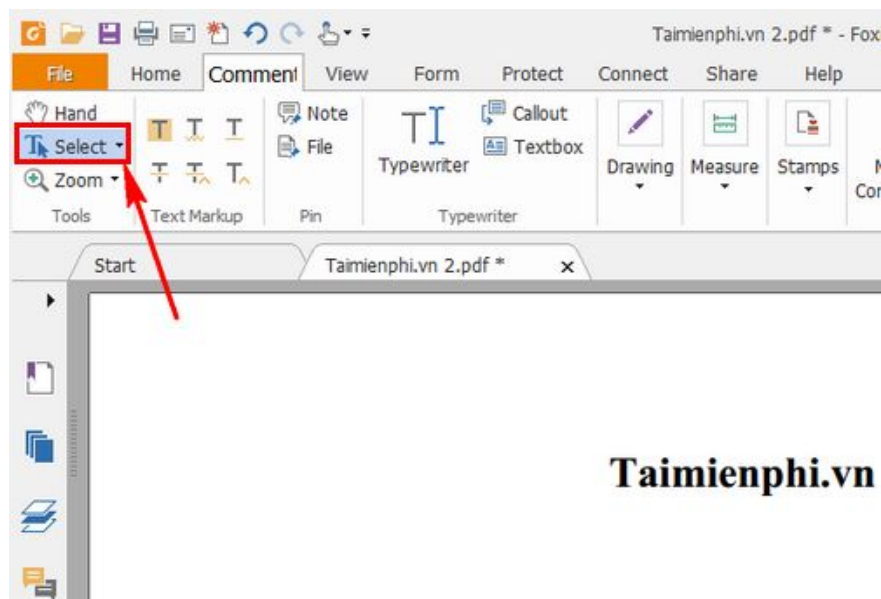 Taimienphi.vn 2.pdf * - Fox
File Home Comment View Form Protect Connect Share Help
Hand
Select
Zoom
Tools
Text Markup
Note
File
Pin
Typewriter
Callout
Textbox
Typewriter
Drawing
Measure
Stamps
Start
Taimienphi.vn 2.pdf * x
Taimienphi.vn